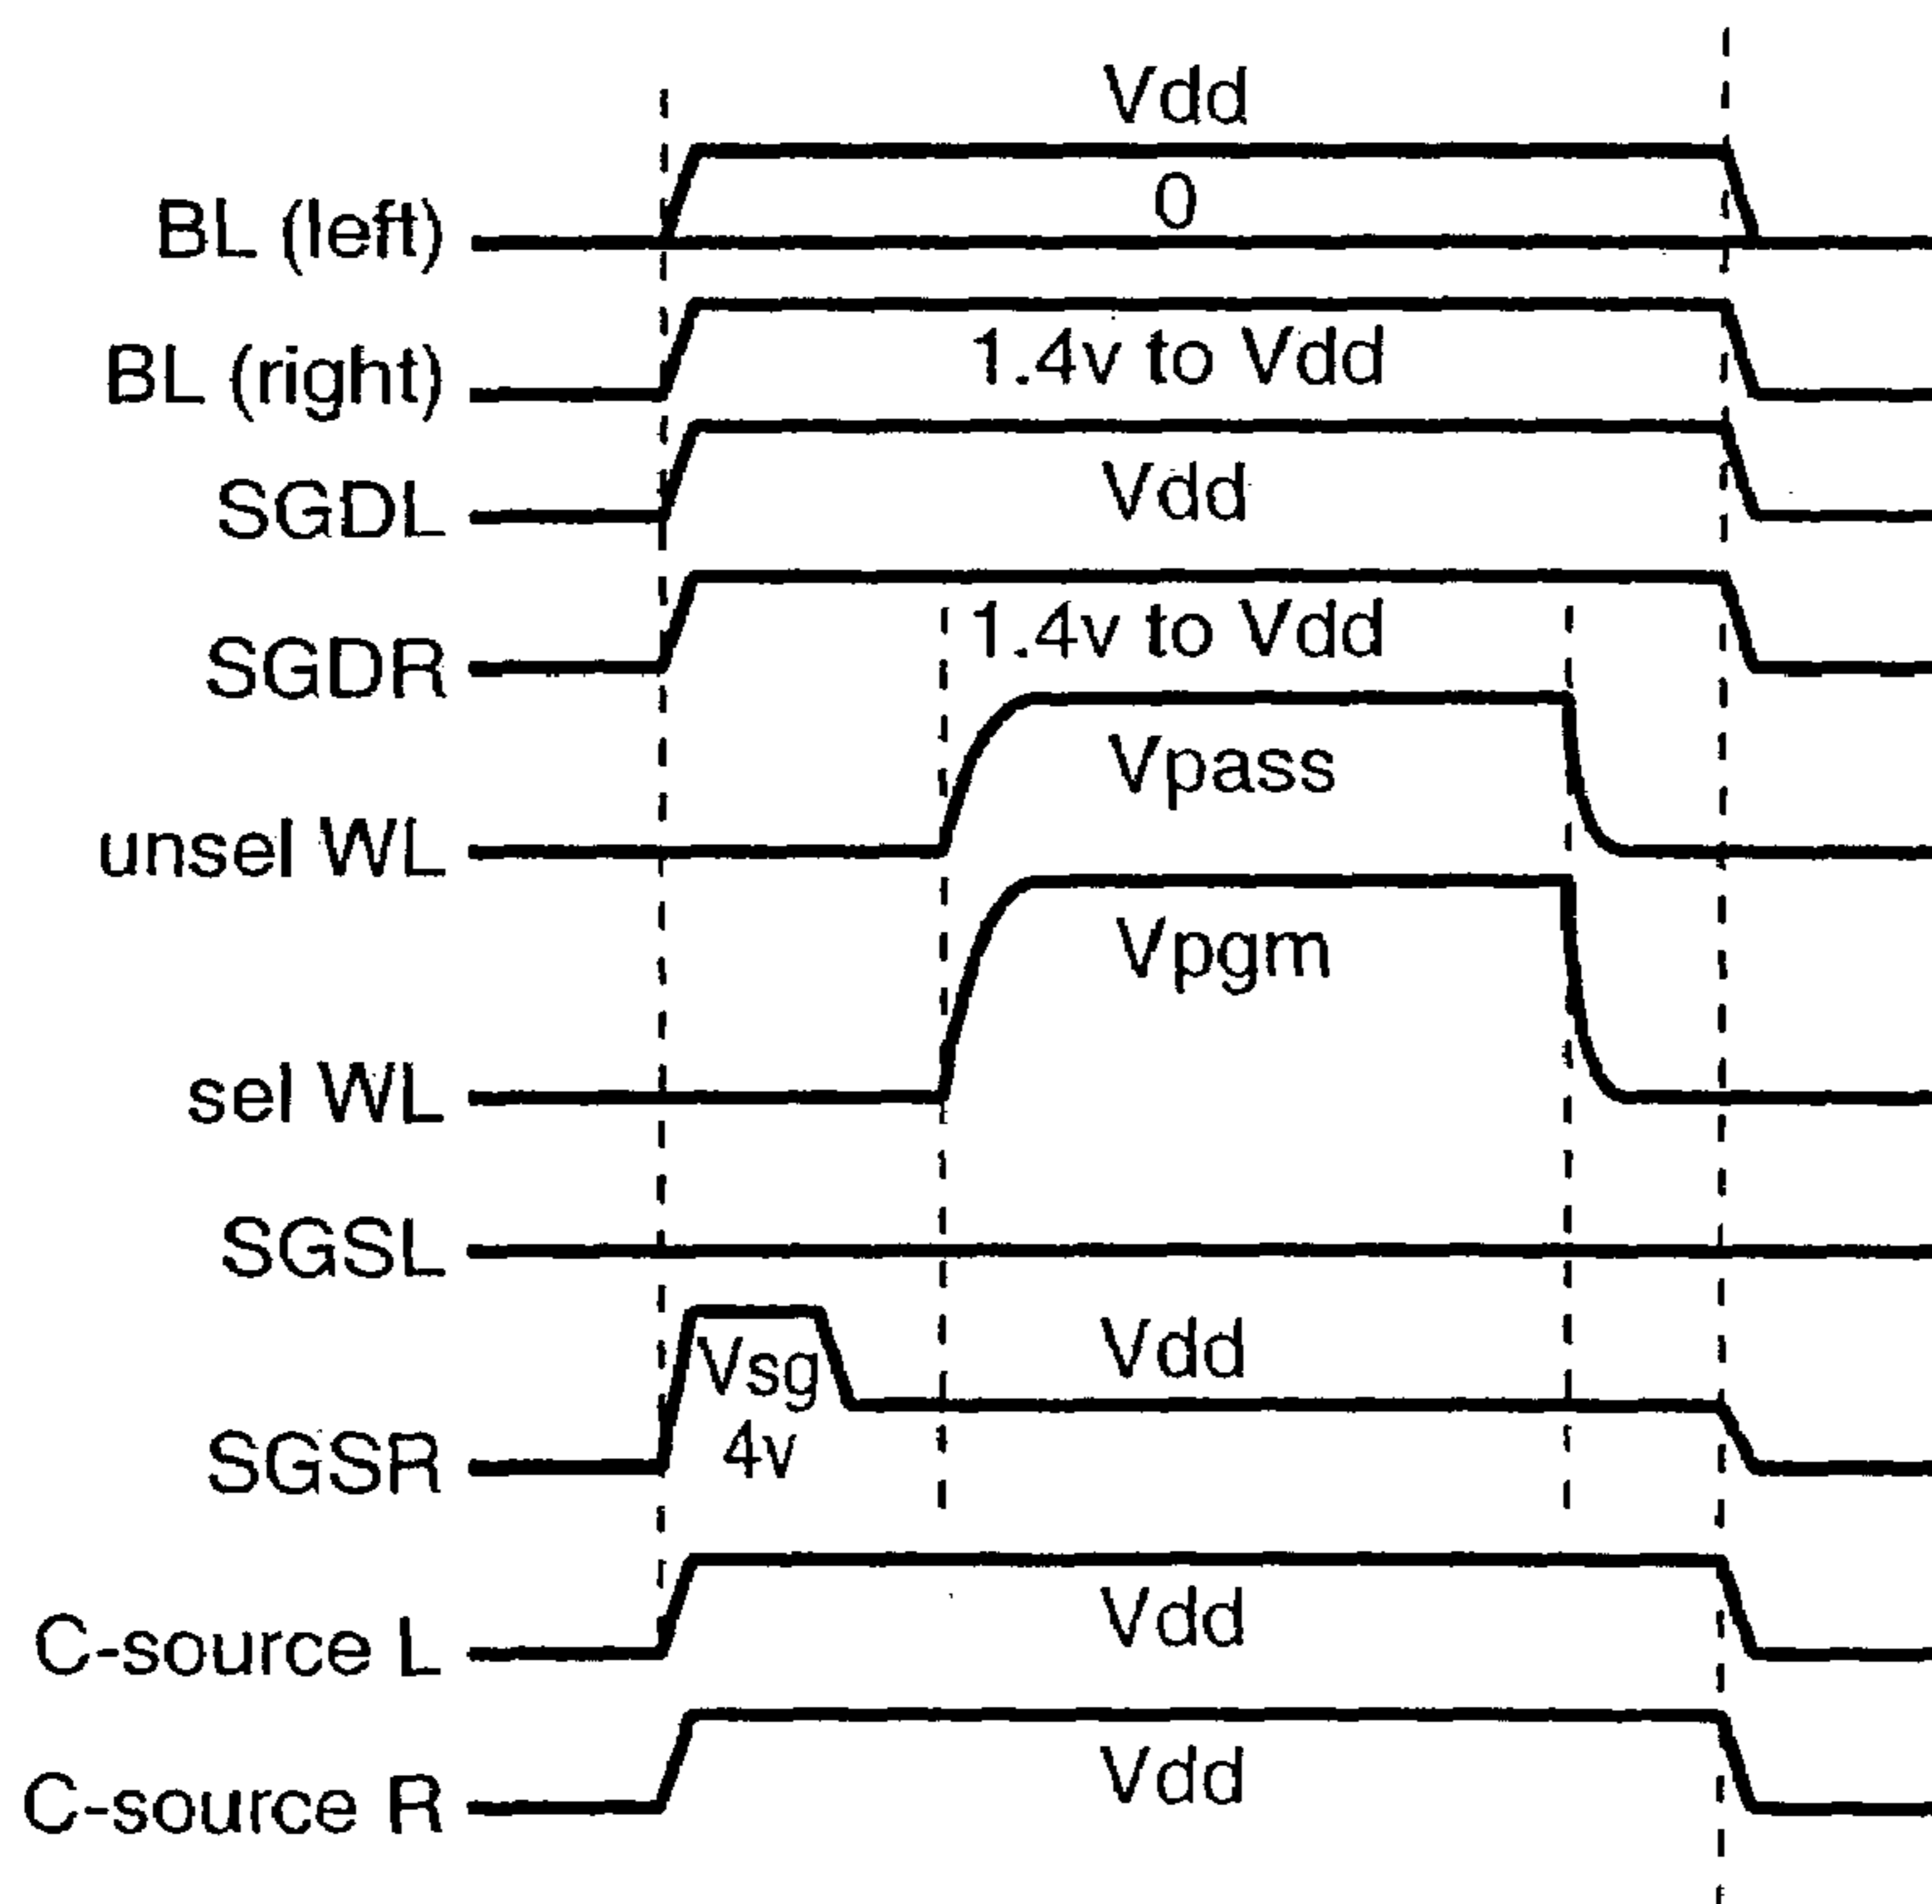 Vdd
0
BL (left)
1.4v to Vdd
BL (right)
Vdd
SGDL
1.4v to Vdd
SGDR
Vpass
unsel WL
Vpgm
sel WL
SGSL
Vsg
Vdd
4v
SGSR
Vdd
C-source L
Vdd
C-source R